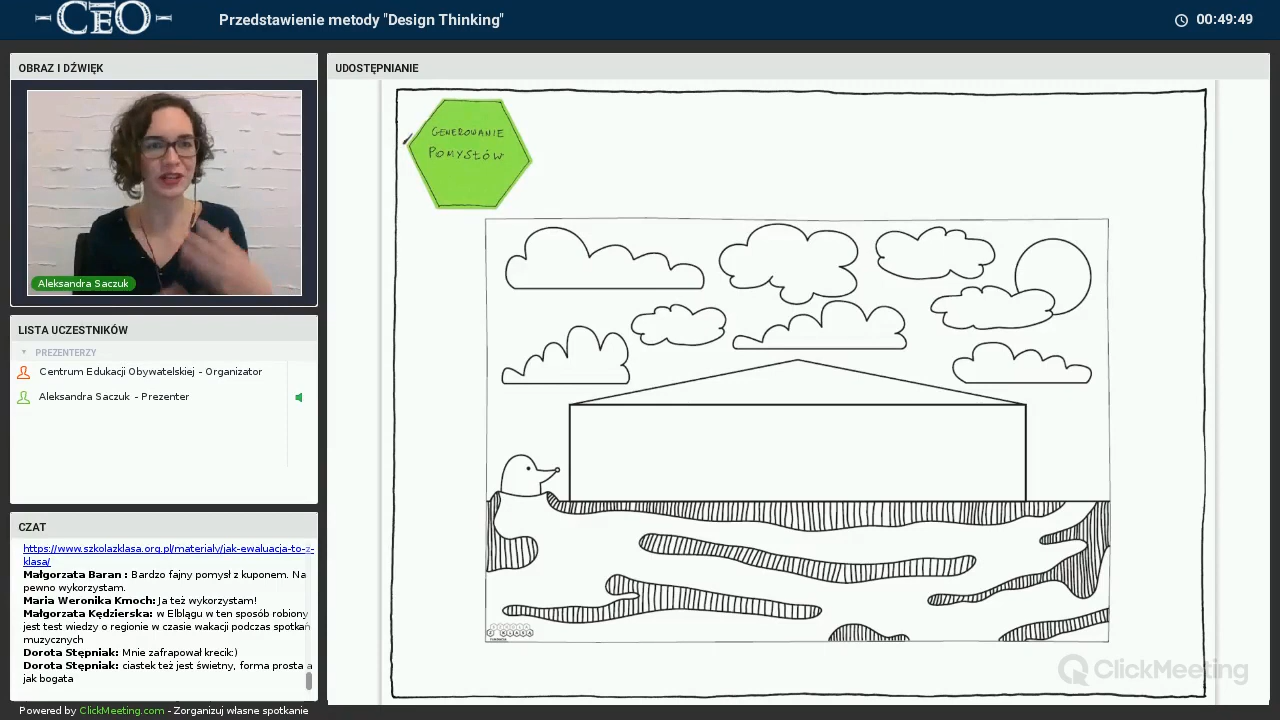 CEO
Przedstawienie metody "Design Thinking"
00:49:49
OBRAZ I DŹWIĘK
Aleksandra Saczuk
LISTA UCZESTNIKÓW
PREZENTERZY
Centrum Edukacji Obywatelskiej - Organizator
Aleksandra Saczuk - Prezenter
CZAT
https://www.szkolazklasa.org.pl/materialy/jak-ewaluacja-to-z-
klasa/
Małgorzata Baran : Bardzo fajny pomysł z kuponem. Na
pewno wykorzystam.
Maria Weronika Kmoch: Ja też wykorzystam!
Małgorzata Kędzierska: w Elblągu w ten sposób robiony
jest test wiedzy o regionie w czasie wakacji podczas spotkań
muzycznych
Dorota Stępniak: Mnie zafrapował krecik:)
Dorota Stępniak: ciastek też jest świetny, forma prosta a
jak bogata
Powered by ClickMeeting.com - Zorganizuj własne spotkanie
UDOSTĘPNIANIE
GENEROWANIE
POMYSŁÓW
ClickMeeting